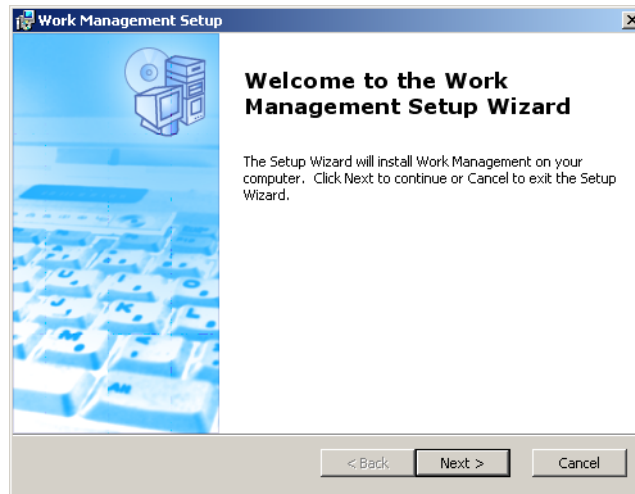 Work Management Setup
Welcome to the Work
Management Setup Wizard
The Setup Wizard will install Work Management on your
computer. Click Next to continue or Cancel to exit the Setup
Wizard.
< Back
Next >
Cancel